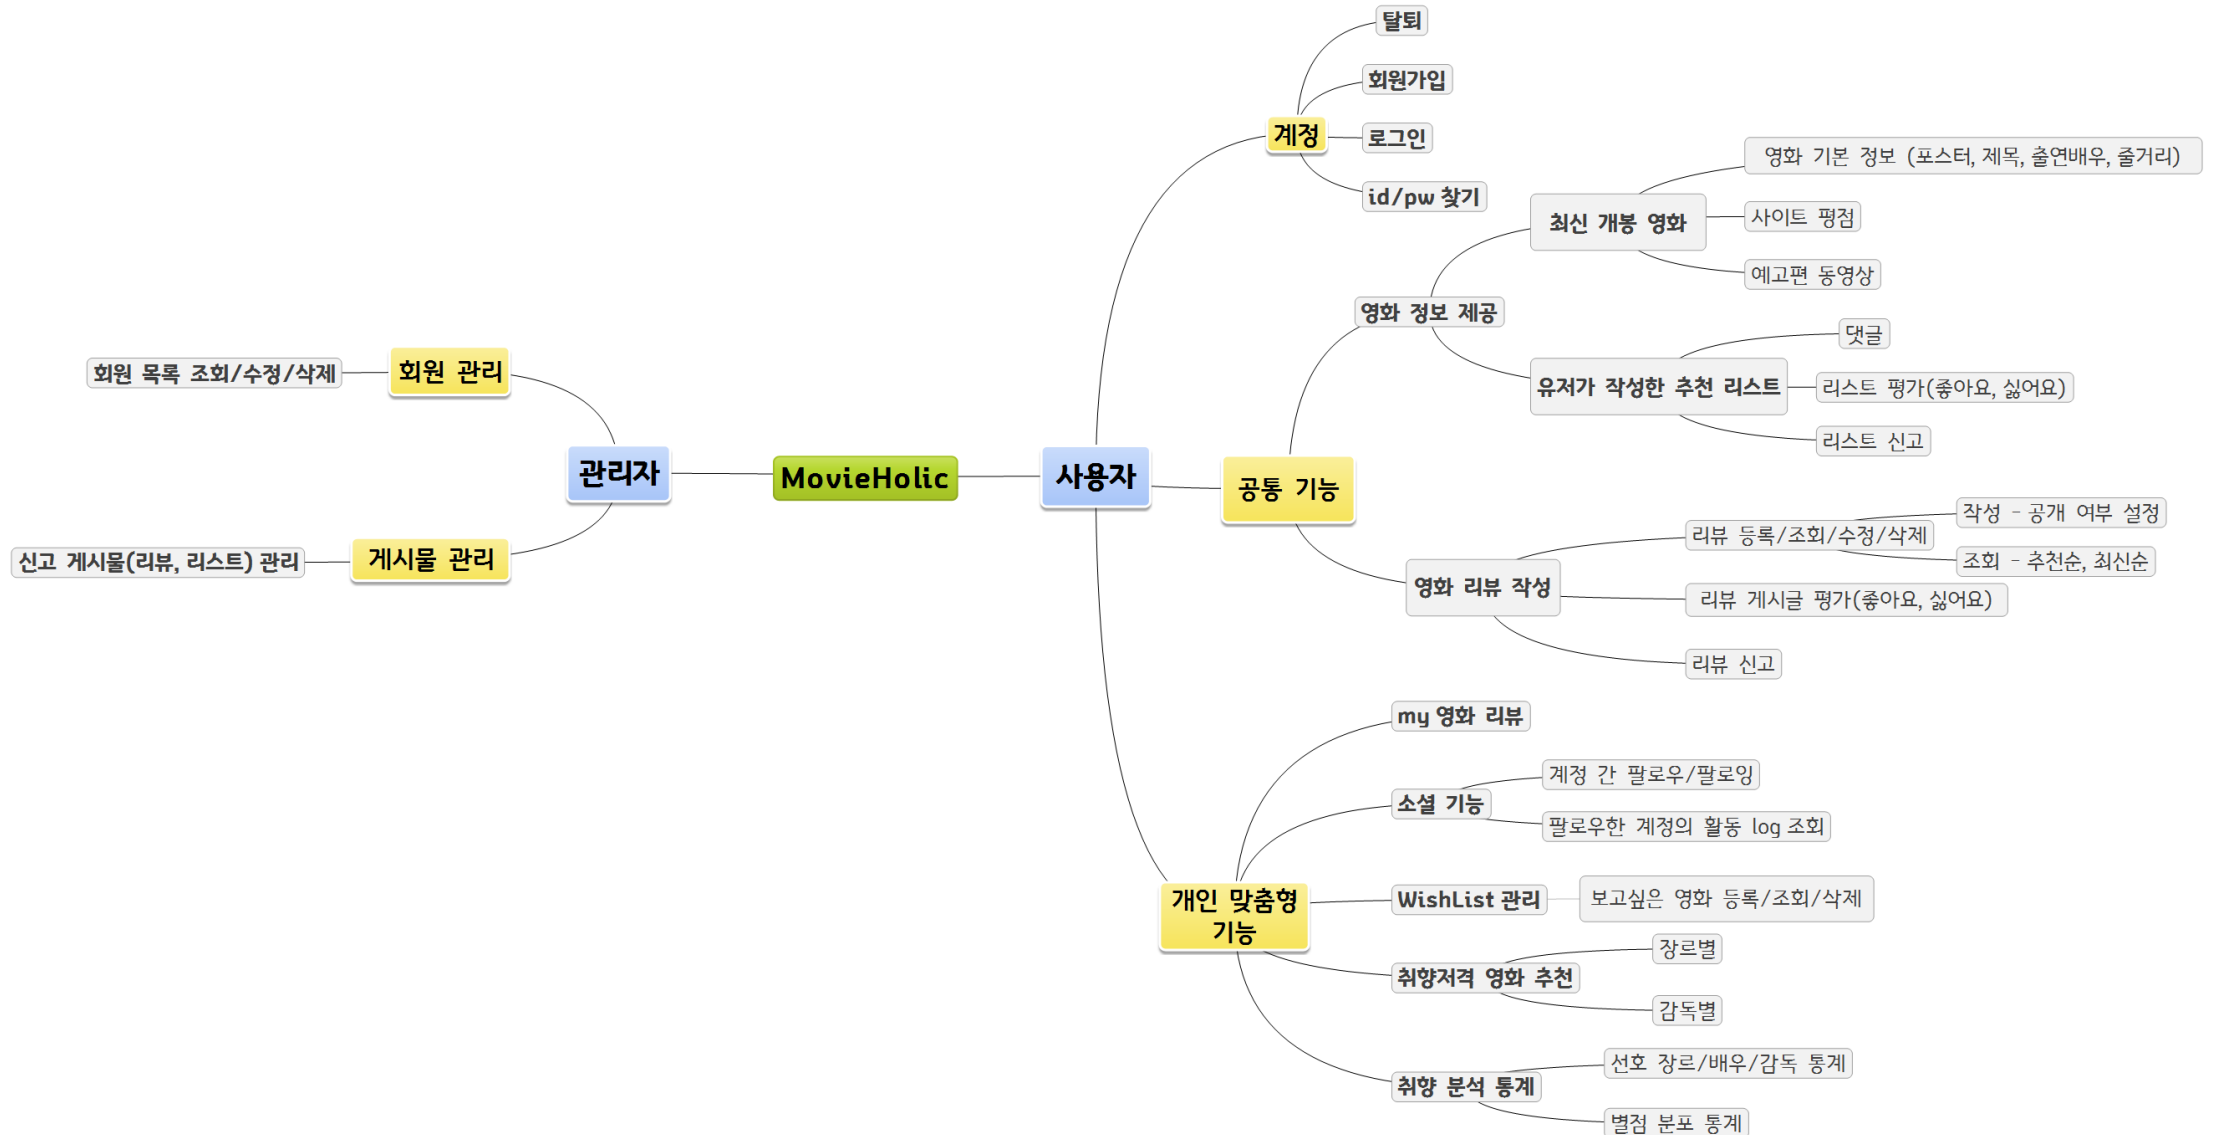 MovieHolic
관리자
회원 관리
회원 목록 조회/수정/삭제
게시물 관리
신고 게시물(리뷰, 리스트) 관리
사용자
계정
탈퇴
회원가입
로그인
id/pw 찾기
공통 기능
영화 정보 제공
최신 개봉 영화
영화 기본 정보 (포스터, 제목, 출연배우, 줄거리)
사이트 평점
예고편 동영상
유저가 작성한 추천 리스트
댓글
리스트 평가(좋아요, 싫어요)
리스트 신고
영화 리뷰 작성
리뷰 등록/조회/수정/삭제
작성 - 공개 여부 설정
조회 - 추천순, 최신순
리뷰 게시글 평가(좋아요, 싫어요)
리뷰 신고
개인 맞춤형
기능
my 영화 리뷰
소셜 기능
계정 간 팔로우/팔로잉
팔로우한 계정의 활동 log 조회
WishList 관리
보고싶은 영화 등록/조회/삭제
취향저격 영화 추천
장르별
감독별
취향 분석 통계
선호 장르/배우/감독 통계
별점 분포 통계